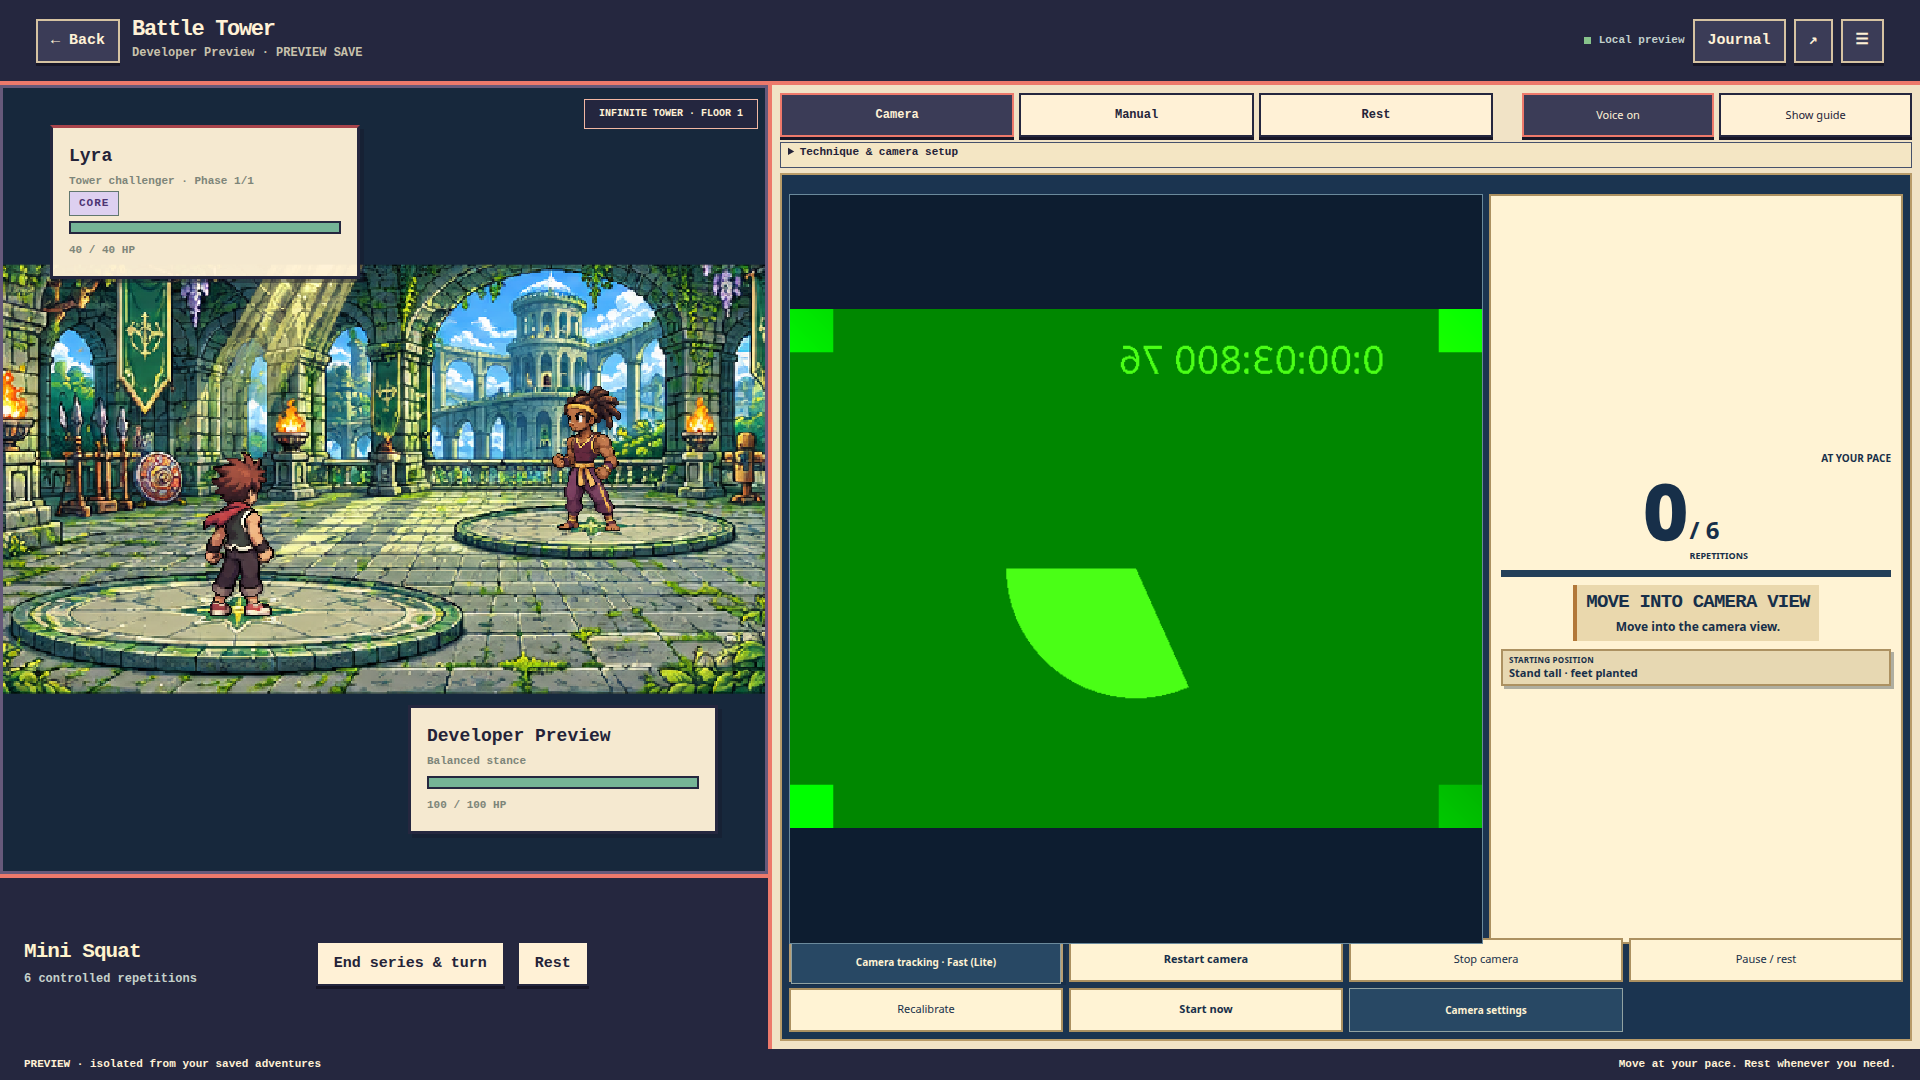 ← Back
Battle Tower
Developer Preview · PREVIEW SAVE
Local preview
Journal
↗
☰
INFINITE TOWER · FLOOR 1
Lyra
Tower challenger · Phase 1/1
CORE
40 / 40 HP
Developer Preview
Balanced stance
100 / 100 HP
Mini Squat
6 controlled repetitions
End series & turn
Rest
Camera
Manual
Rest
Voice on
Show guide
▶ Technique & camera setup
0:00:03:800 76
AT YOUR PACE
0 / 6
REPETITIONS
MOVE INTO CAMERA VIEW
Move into the camera view.
STARTING POSITION
Stand tall · feet planted
Camera tracking · Fast (Lite)
Restart camera
Stop camera
Pause / rest
Recalibrate
Start now
Camera settings
PREVIEW · isolated from your saved adventures
Move at your pace. Rest whenever you need.